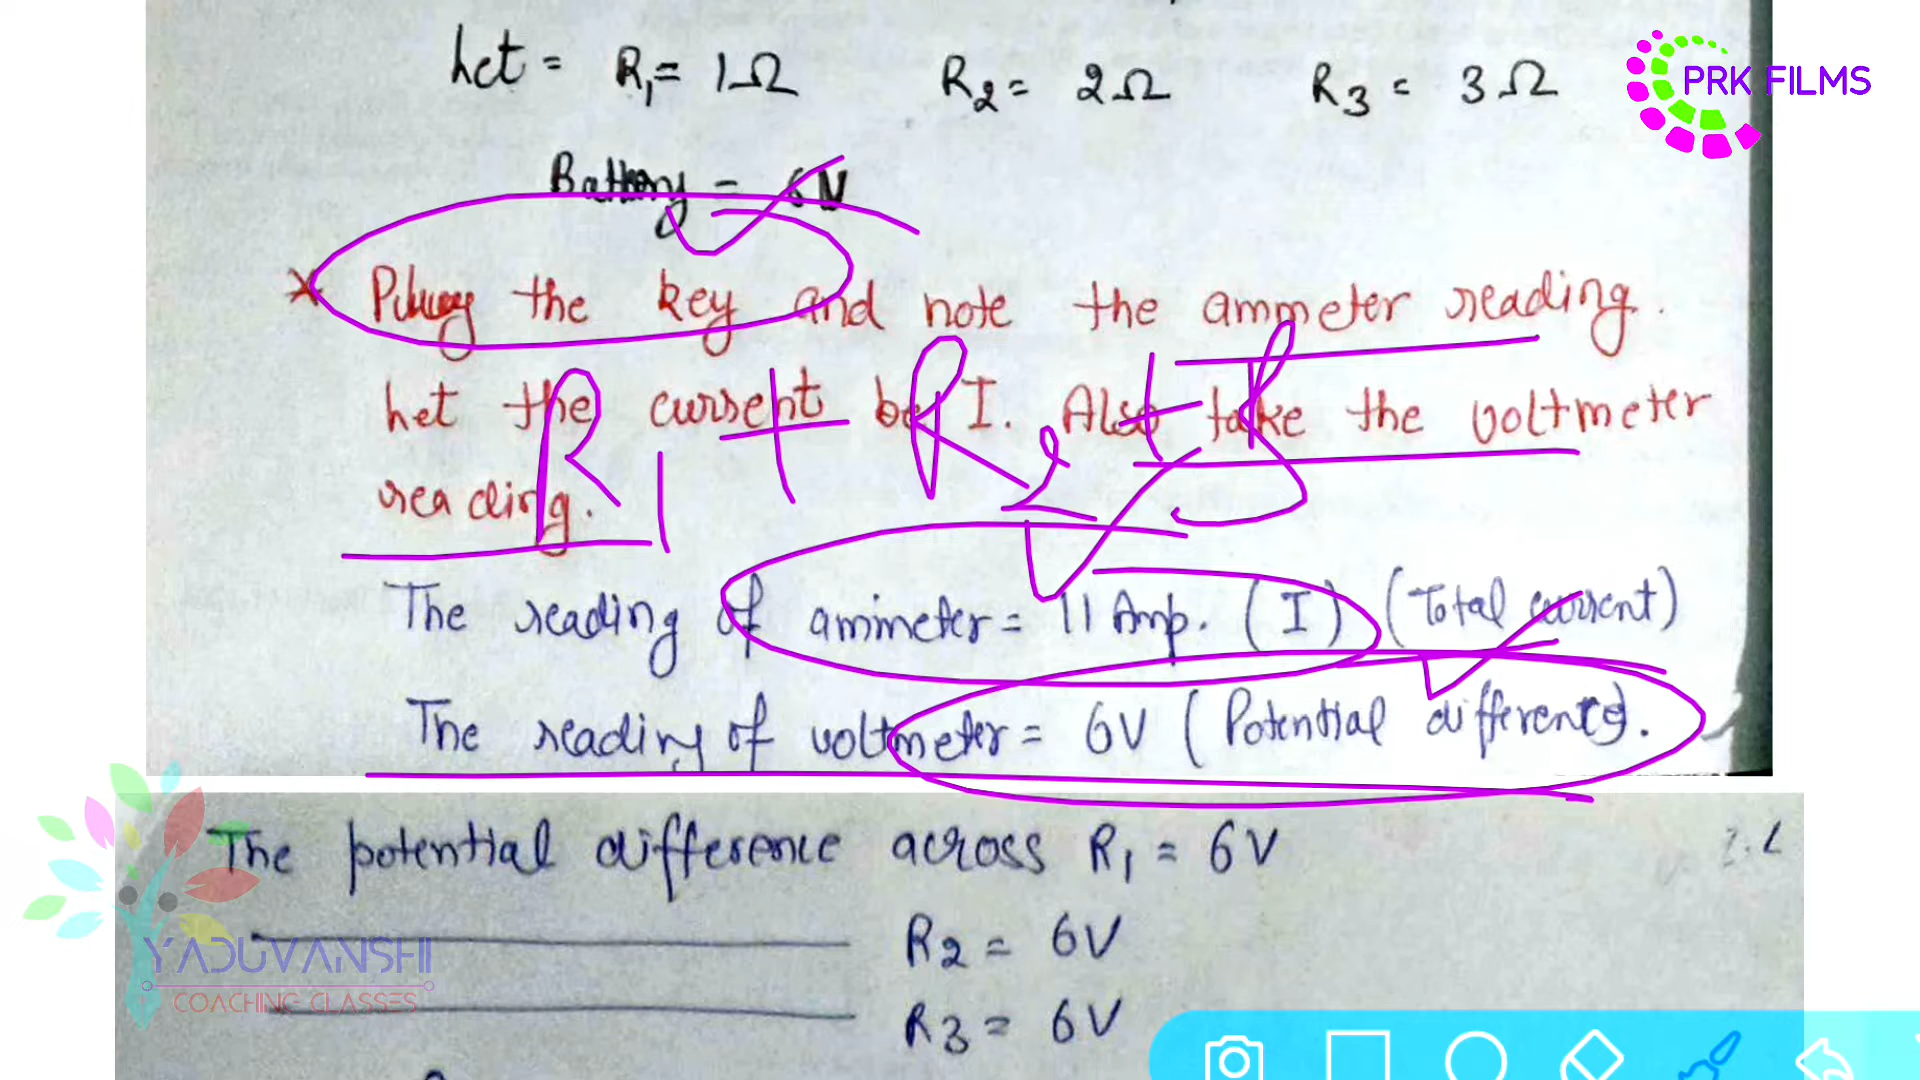 PRK FILMS
let = R1 = 1Ω R2 = 2Ω R3 = 3Ω
Battery = 6V
* the key and note the ammeter reading.
let the current be I. Also take the voltmeter
reading.
R1 + R2 +
The reading of ammeter = 11 Amp. (I) (Total current)
The reading of voltmeter = 6V (Potential difference).
The potential difference across R1 = 6V
R2 = 6V
R3 = 6V
YADUVANSHI
COACHING CLASSES